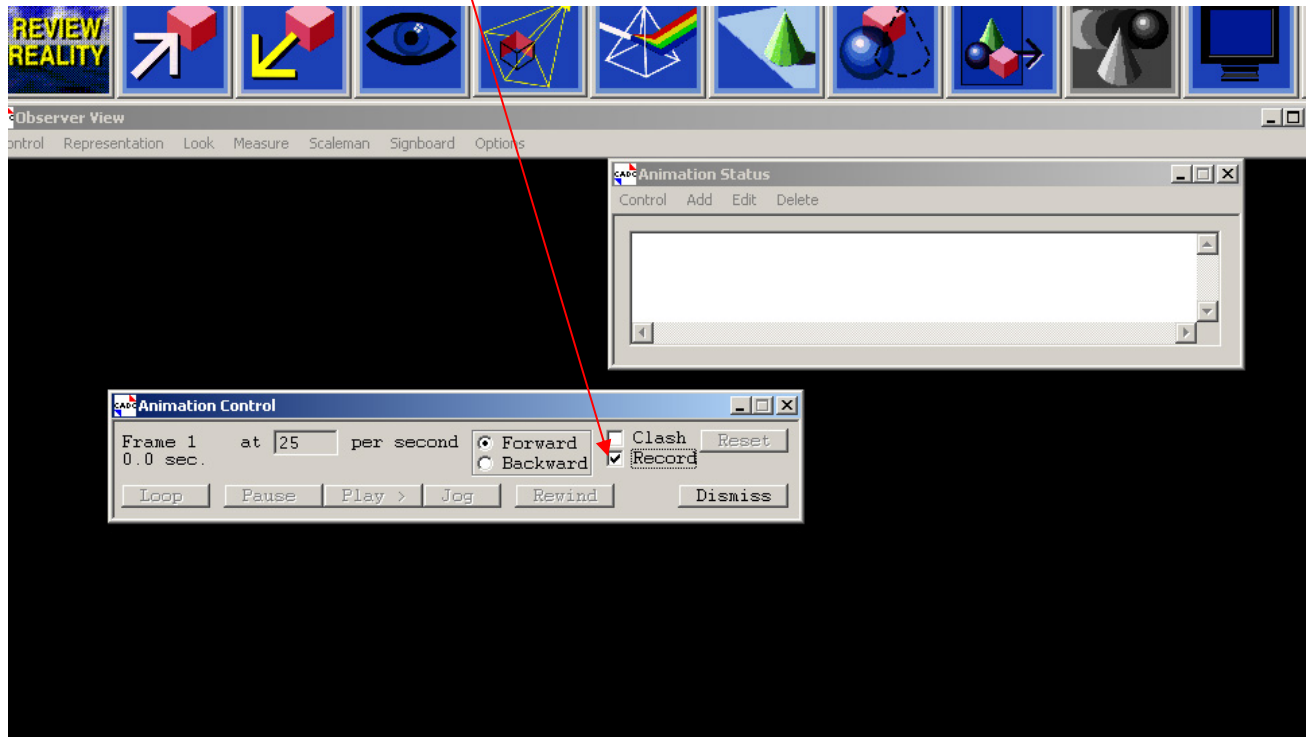 REVIEW
REALITY
Observer View
ontrol Representation Look Measure Scaleman Signboard Options
CADC Animation Status
Control Add Edit Delete
CADC Animation Control
Frame 1 at 25 per second Forward Clash Reset
0.0 sec. Backward Record
Loop Pause Play > Jog Rewind Dismiss